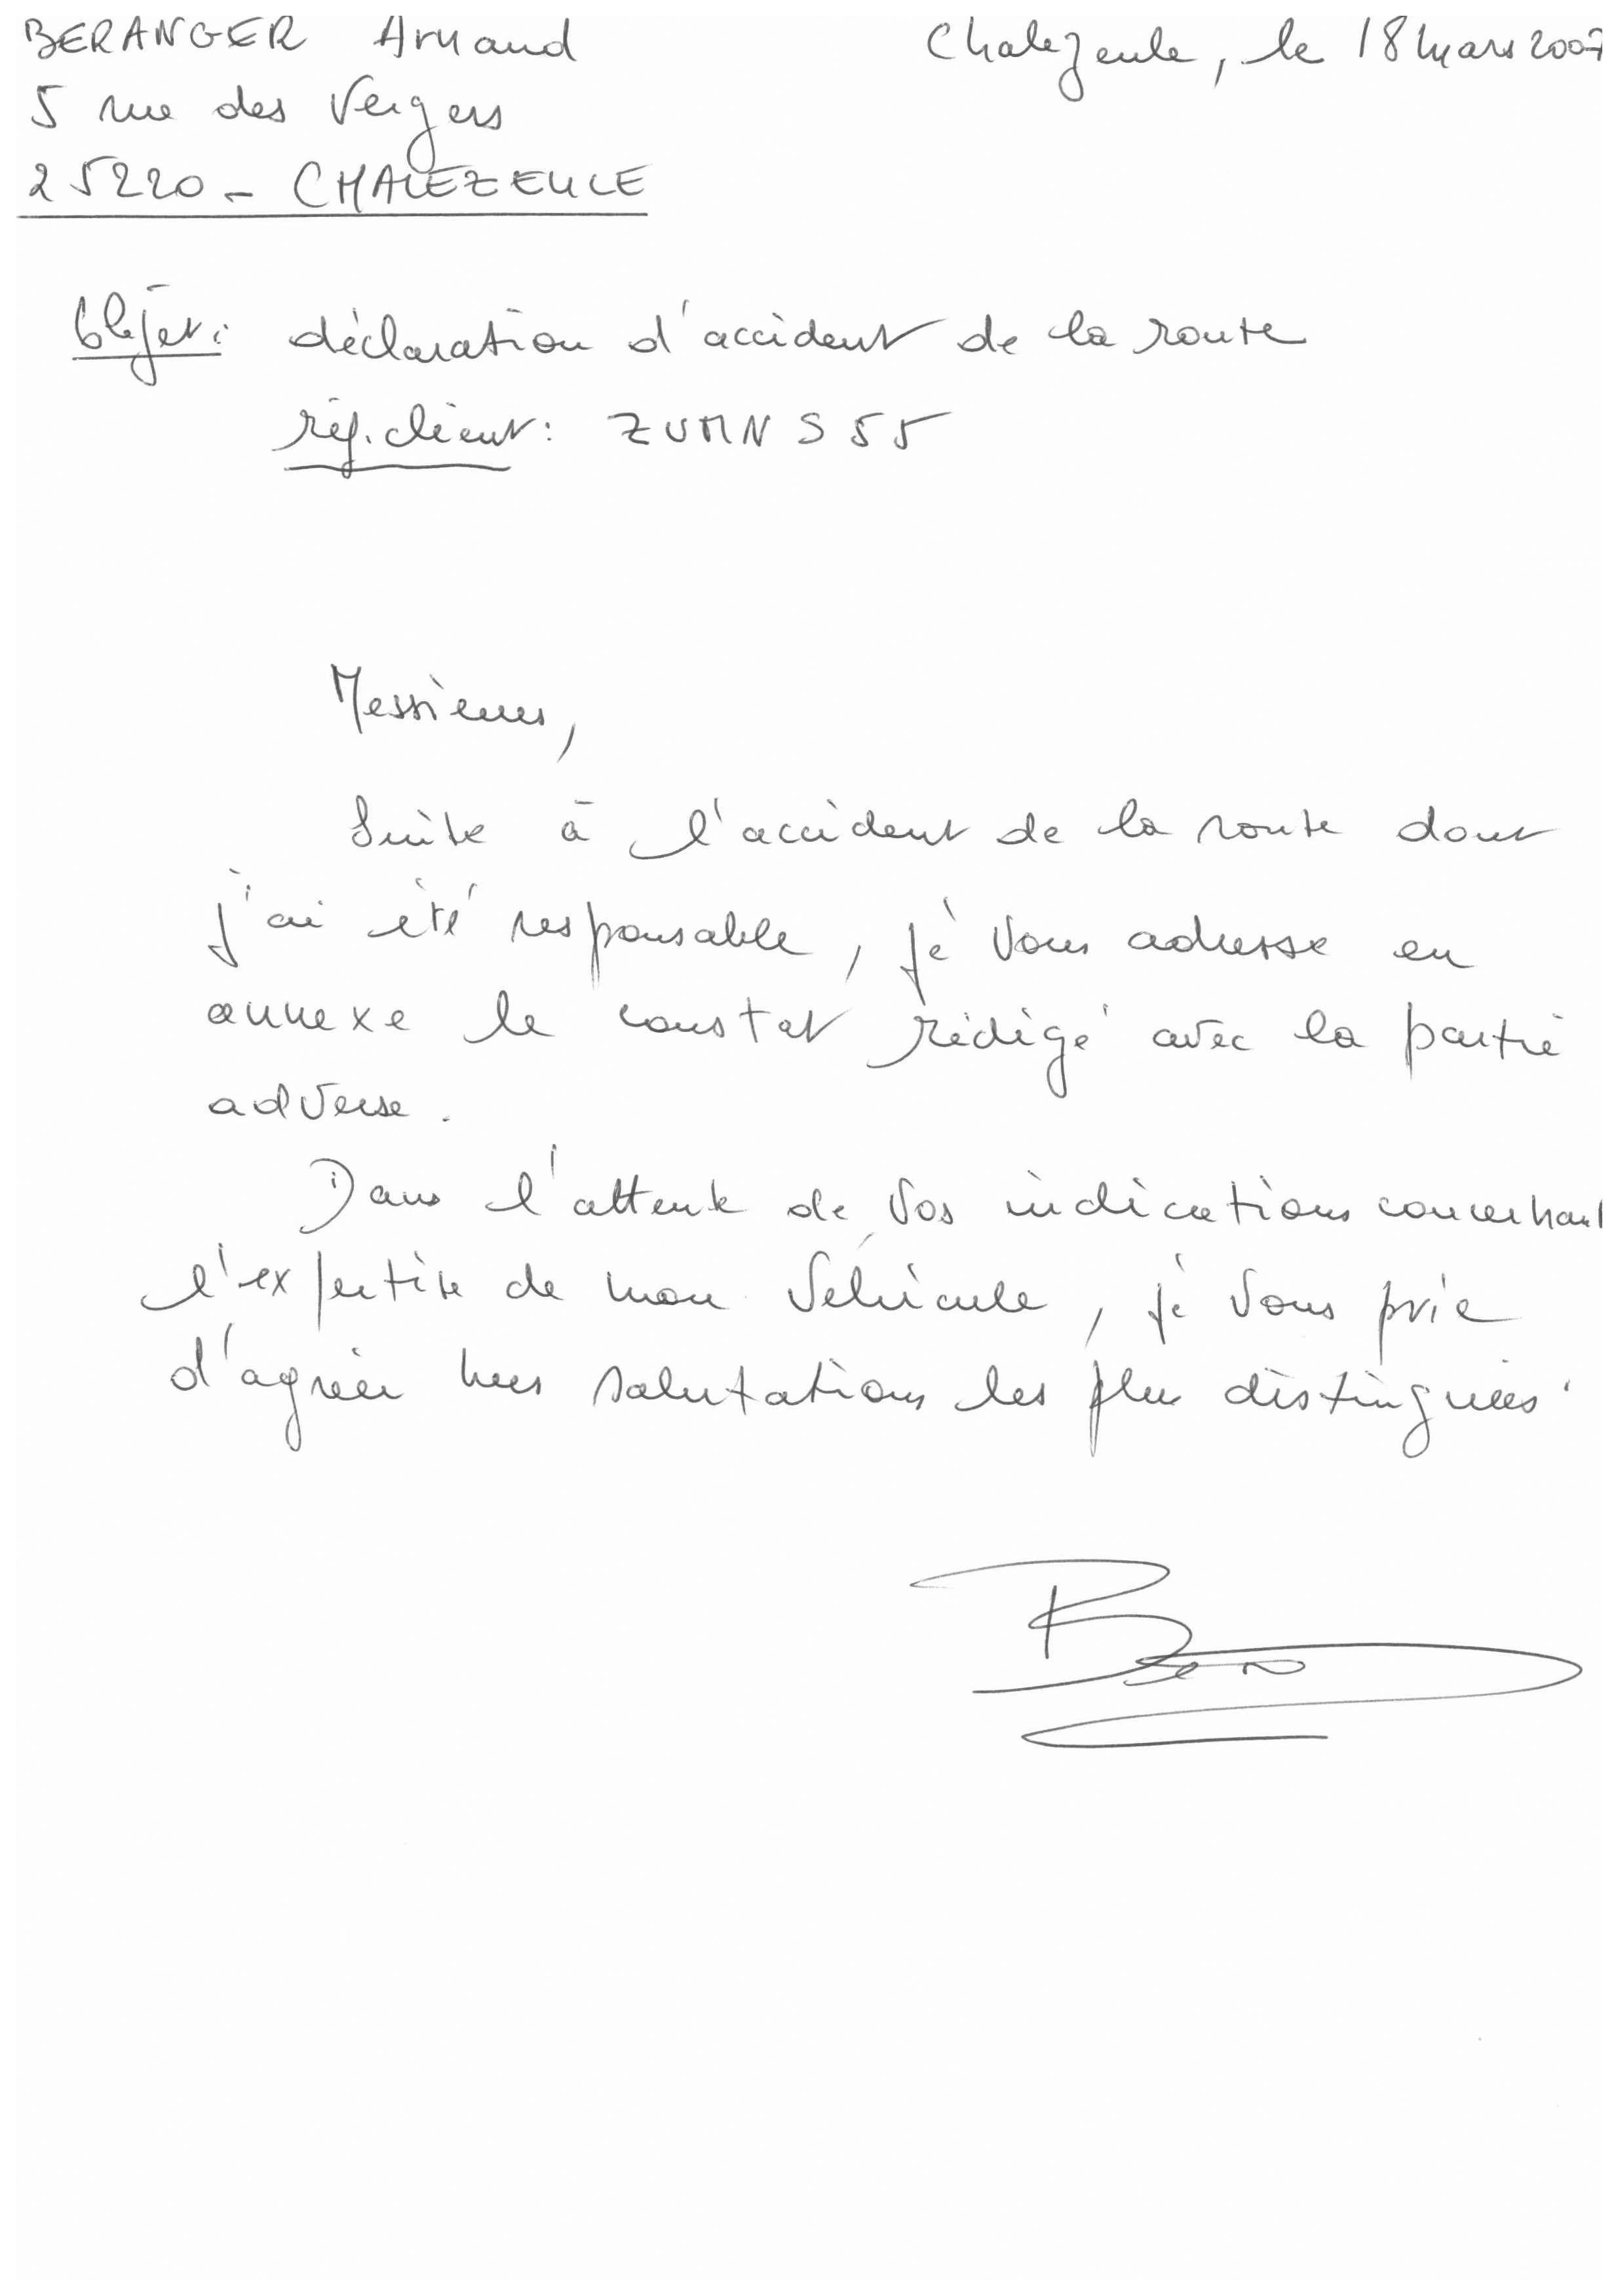 BERANGER Arnaud
Chalezeule, le 18 mars 2007
5 rue des Vergers
25220 - CHALEZEULE
Objet : déclaration d'accident de la route
réf. client : ZUMNS55
Messieurs,
Suite à l'accident de la route dont
j'ai été responsable, je vous adresse en
annexe le constat rédigé avec la partie
adverse.
Dans l'attente de vos indications concernant
l'expertise de mon véhicule, je vous prie
d'agréer mes salutations les plus distinguées.